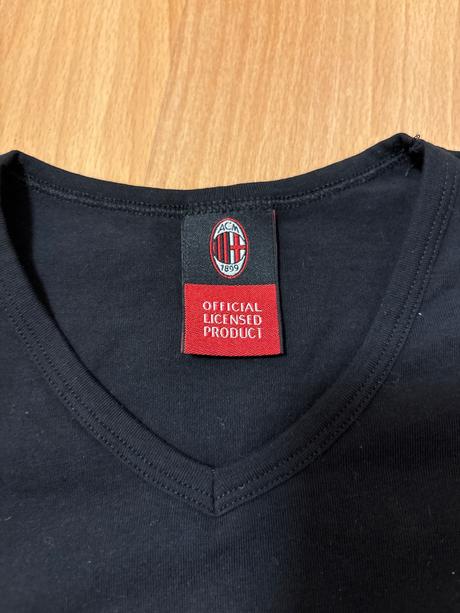 ACM
1899
OFFICIAL
LICENSED
PRODUCT